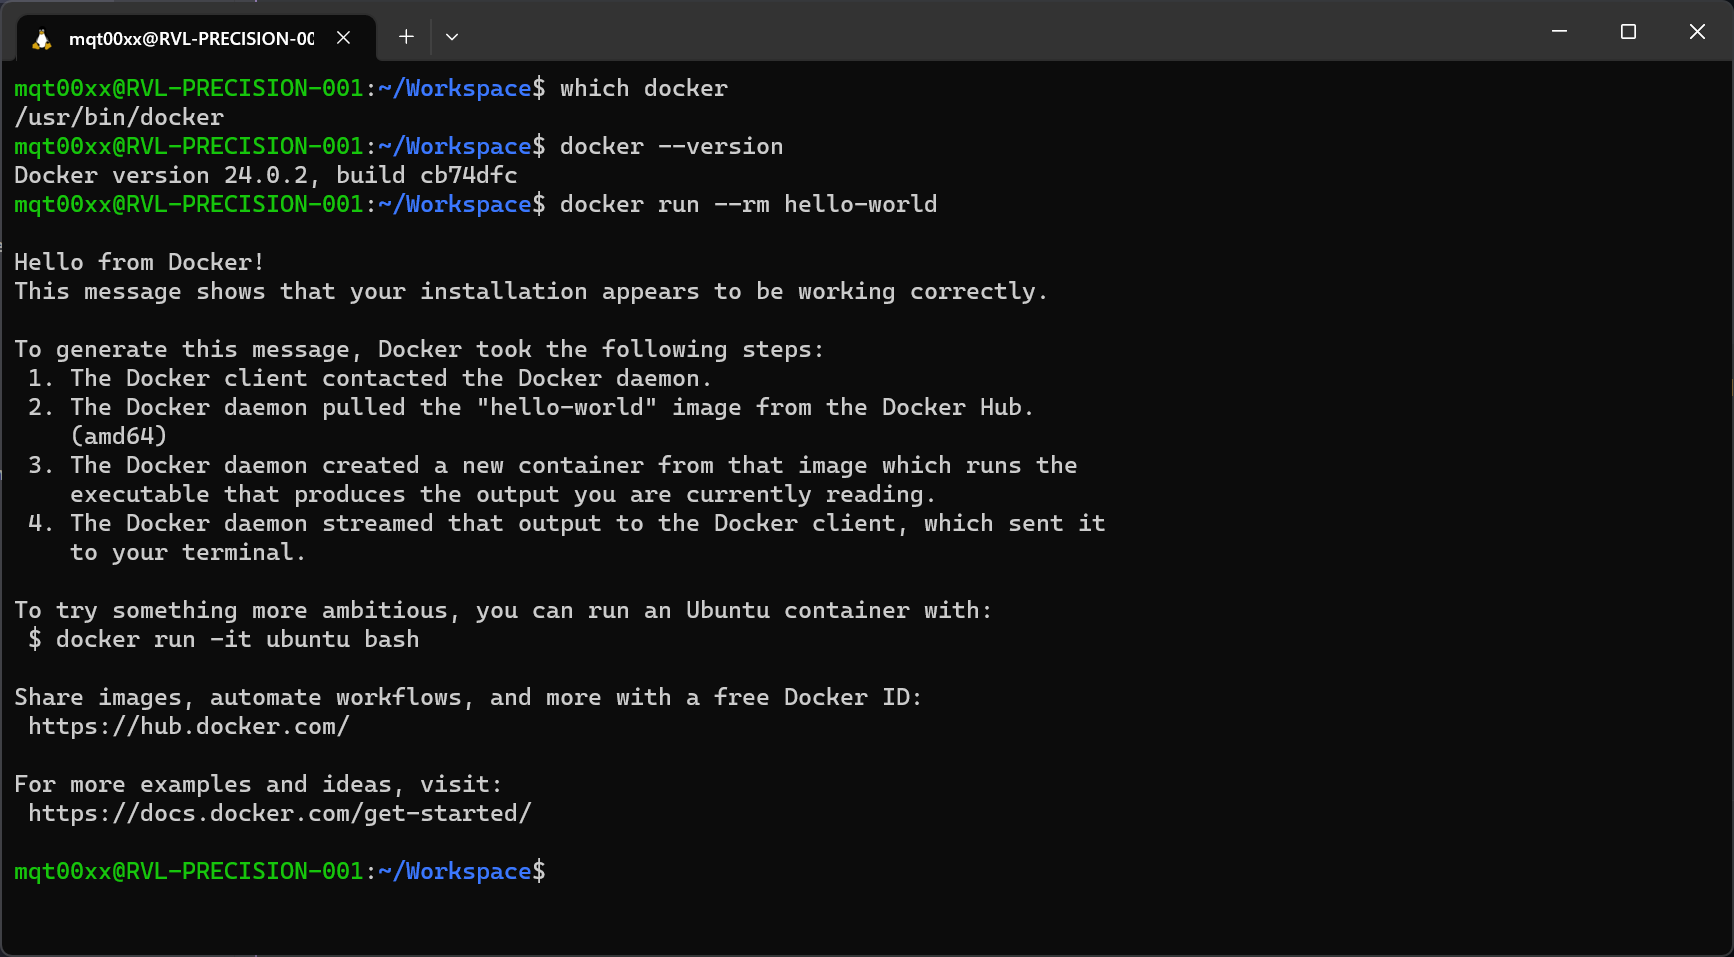 mqt00xx@RVL-PRECISION-00
mqt00xx@RVL-PRECISION-001:~/Workspace$ which docker
/usr/bin/docker
mqt00xx@RVL-PRECISION-001:~/Workspace$ docker --version
Docker version 24.0.2, build cb74dfc
mqt00xx@RVL-PRECISION-001:~/Workspace$ docker run --rm hello-world

Hello from Docker!
This message shows that your installation appears to be working correctly.

To generate this message, Docker took the following steps:
 1. The Docker client contacted the Docker daemon.
 2. The Docker daemon pulled the "hello-world" image from the Docker Hub.
    (amd64)
 3. The Docker daemon created a new container from that image which runs the
    executable that produces the output you are currently reading.
 4. The Docker daemon streamed that output to the Docker client, which sent it
    to your terminal.

To try something more ambitious, you can run an Ubuntu container with:
 $ docker run -it ubuntu bash

Share images, automate workflows, and more with a free Docker ID:
 https://hub.docker.com/

For more examples and ideas, visit:
 https://docs.docker.com/get-started/

mqt00xx@RVL-PRECISION-001:~/Workspace$